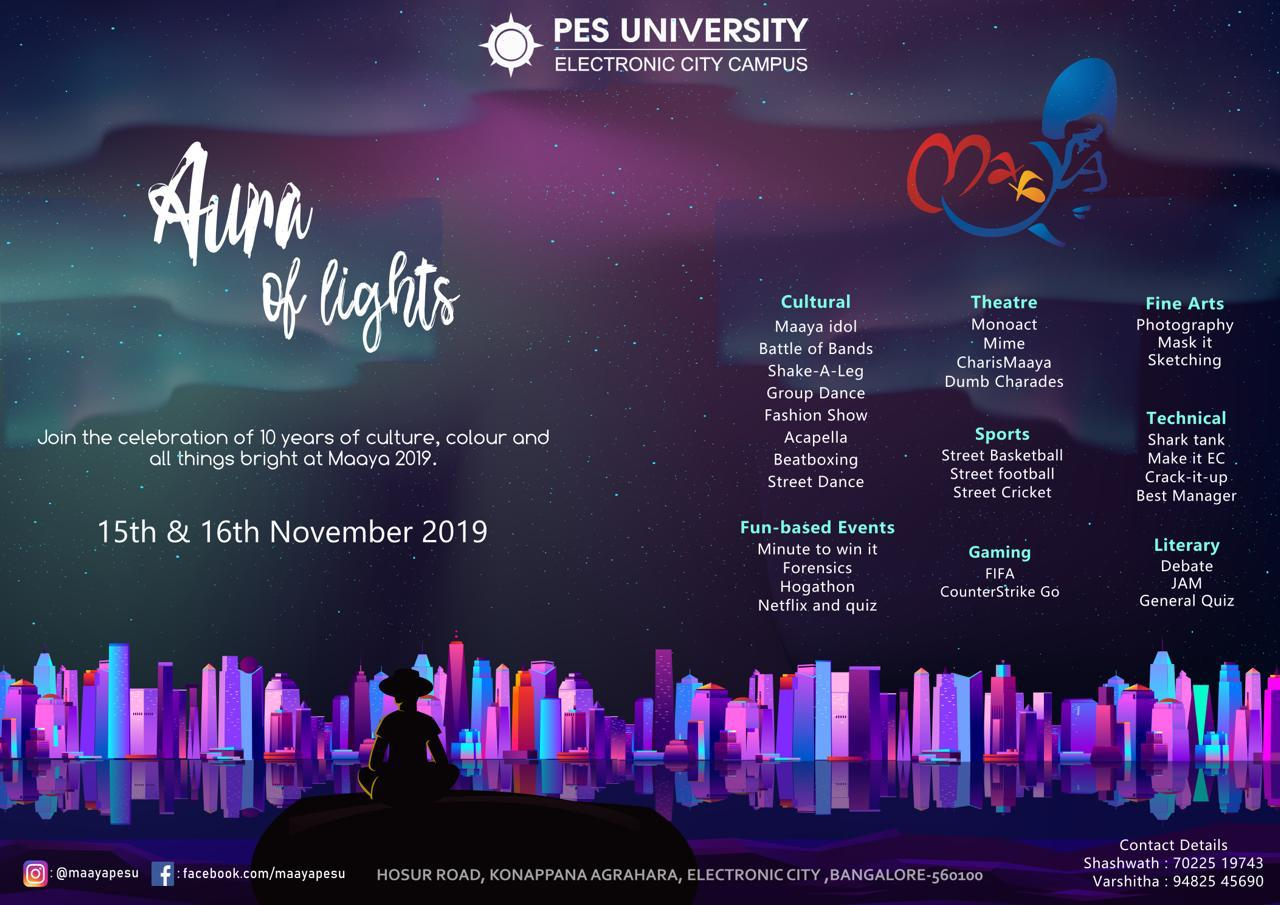 PES UNIVERSITY
ELECTRONIC CITY CAMPUS
Maaya
Aura
of lights
Join the celebration of 10 years of culture, colour and
all things bright at Maaya 2019.
15th & 16th November 2019
Cultural
Maaya idol
Battle of Bands
Shake-A-Leg
Group Dance
Fashion Show
Acapella
Beatboxing
Street Dance
Fun-based Events
Minute to win it
Forensics
Hogathon
Netflix and quiz
Theatre
Monoact
Mime
CharisMaaya
Dumb Charades
Sports
Street Basketball
Street football
Street Cricket
Gaming
FIFA
CounterStrike Go
Fine Arts
Photography
Mask it
Sketching
Technical
Shark tank
Make it EC
Crack-it-up
Best Manager
Literary
Debate
JAM
General Quiz
: @maayapesu
: facebook.com/maayapesu
HOSUR ROAD, KONAPPANA AGRAHARA, ELECTRONIC CITY ,BANGALORE-560100
Contact Details
Shashwath : 70225 19743
Varshitha : 94825 45690